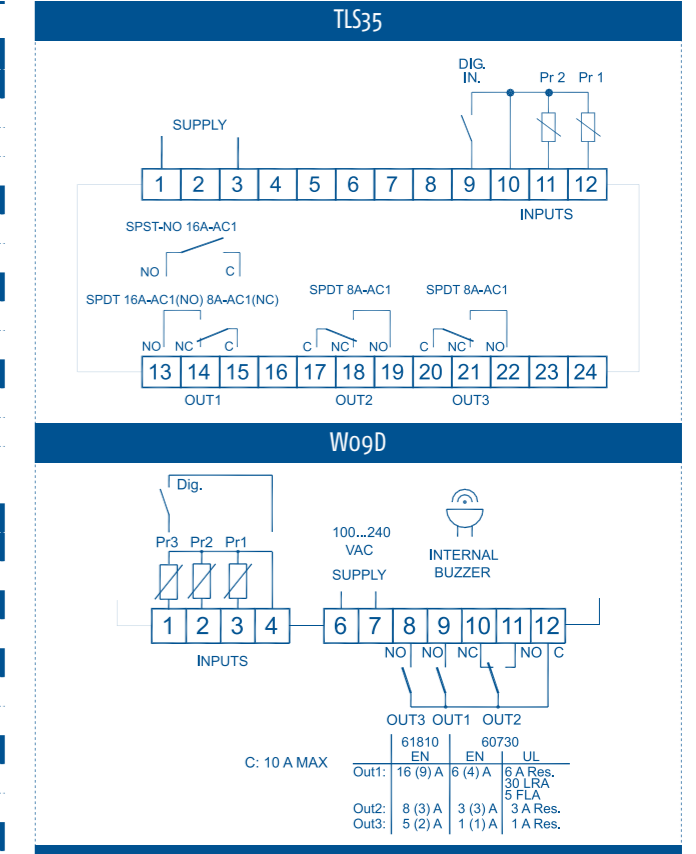 TLS35
DIG.
IN. Pr 2 Pr 1
SUPPLY
1 2 3 4 5 6 7 8 9 10 11 12
INPUTS
SPST-NO 16A-AC1
NO C
SPDT 16A-AC1(NO) 8A-AC1(NC) SPDT 8A-AC1 SPDT 8A-AC1
NO NC C C NC NO C NC NO
13 14 15 16 17 18 19 20 21 22 23 24
OUT1 OUT2 OUT3
W09D
Dig.
Pr3 Pr2 Pr1
100...240
VAC
SUPPLY
INTERNAL
BUZZER
1 2 3 4 6 7 8 9 10 11 12
INPUTS
NO NO NC NO C
OUT3 OUT1 OUT2
C: 10 A MAX
61810 60730
EN EN UL
Out1: 16 (9) A 6 (4) A 6 A Res.
30 LRA
5 FLA
Out2: 8 (3) A 3 (3) A 3 A Res.
Out3: 5 (2) A 1 (1) A 1 A Res.